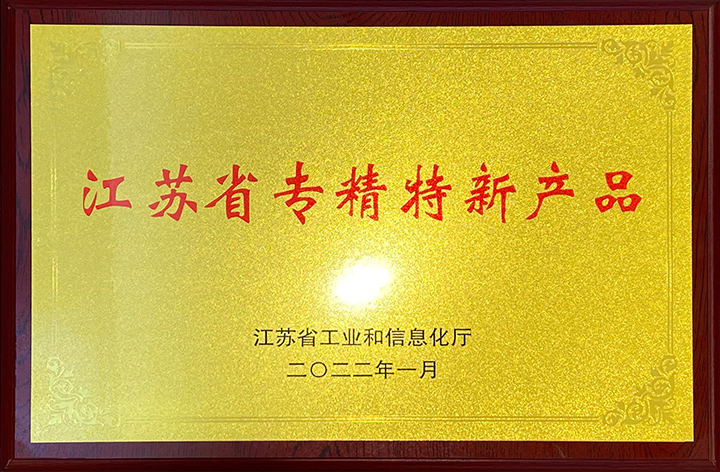 江苏省专精特新产品
江苏省工业和信息化厅
二〇二二年一月